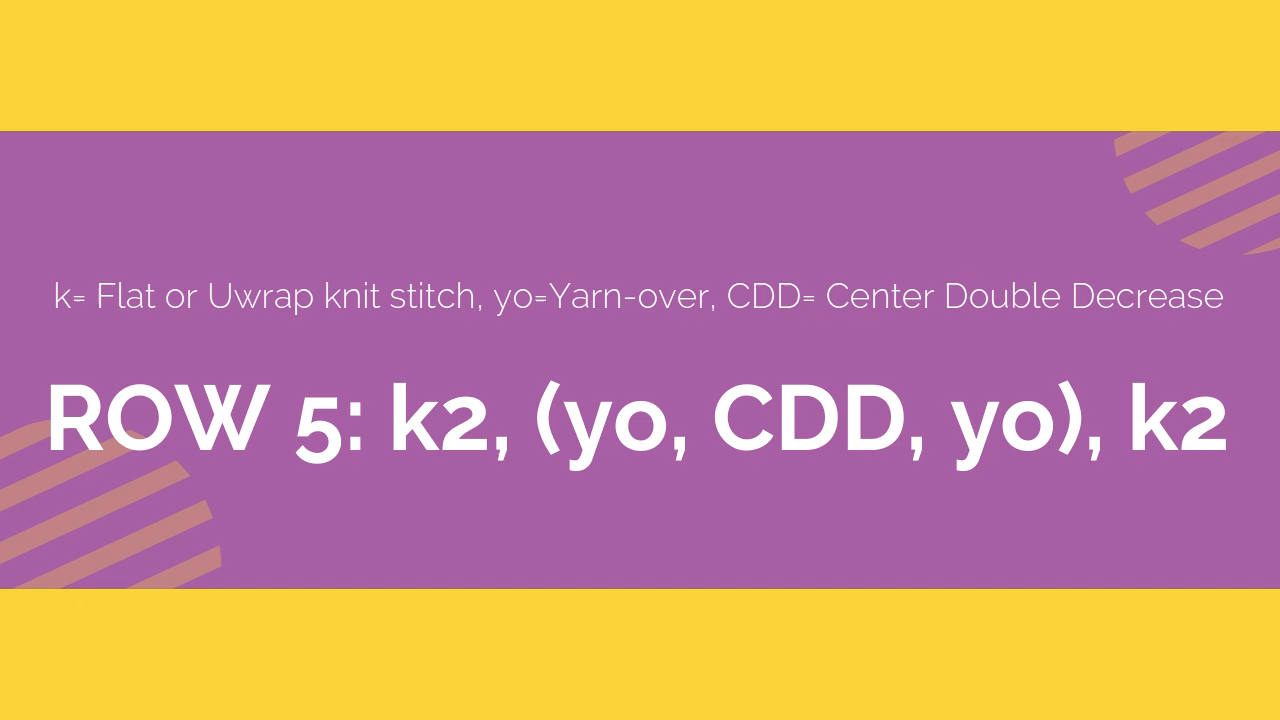 k= Flat or Uwrap knit stitch, yo=Yarn-over, CDD= Center Double Decrease
ROW 5: k2, (yo, CDD, yo), k2